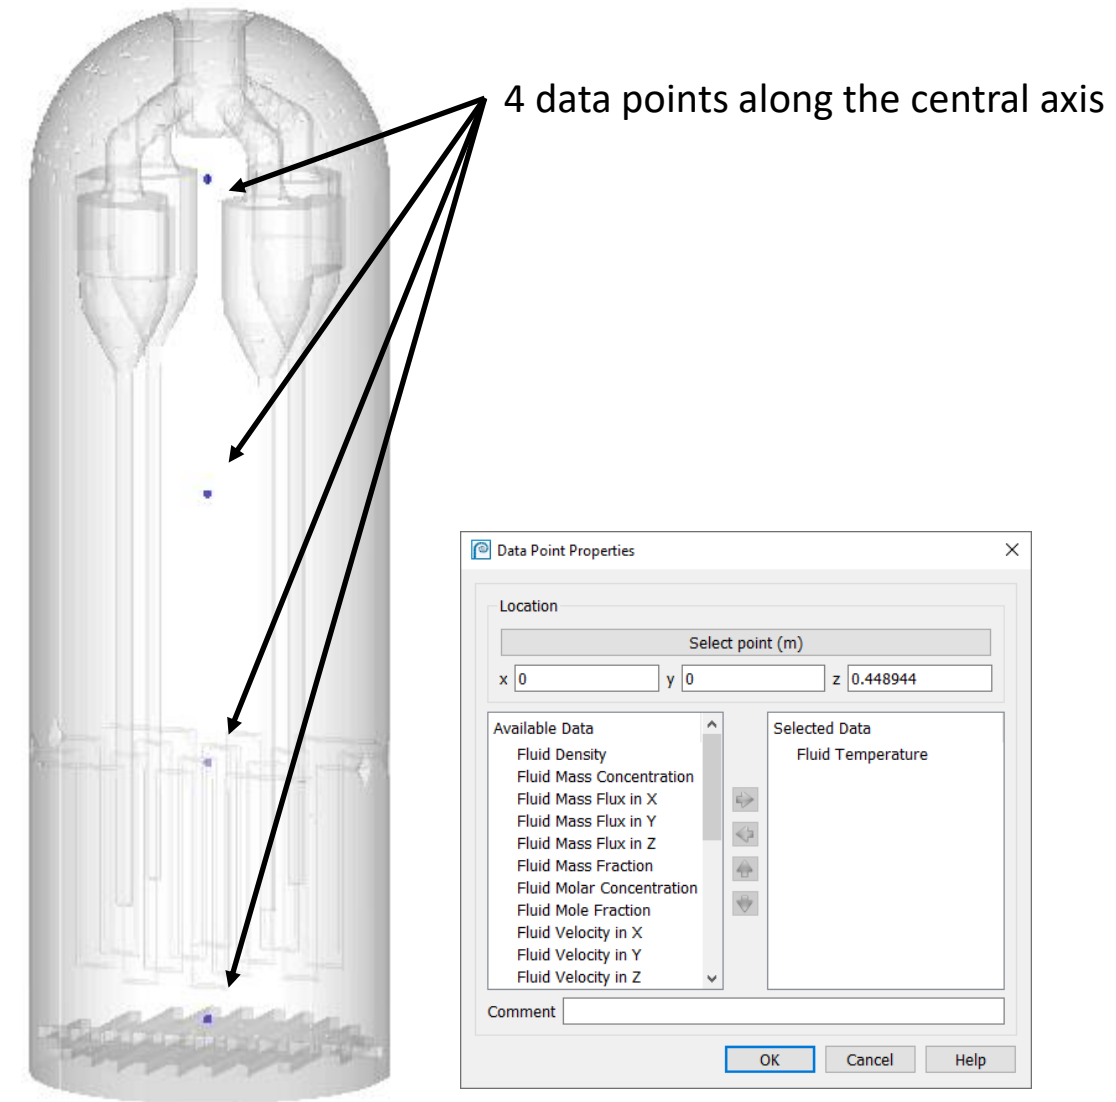 4 data points along the central axis
Data Point Properties
Location
Select point (m)
x 0 y 0 z 0.448944
Available Data
Fluid Density
Fluid Mass Concentration
Fluid Mass Flux in X
Fluid Mass Flux in Y
Fluid Mass Flux in Z
Fluid Mass Fraction
Fluid Molar Concentration
Fluid Mole Fraction
Fluid Velocity in X
Fluid Velocity in Y
Fluid Velocity in Z
Selected Data
Fluid Temperature
Comment
OK Cancel Help